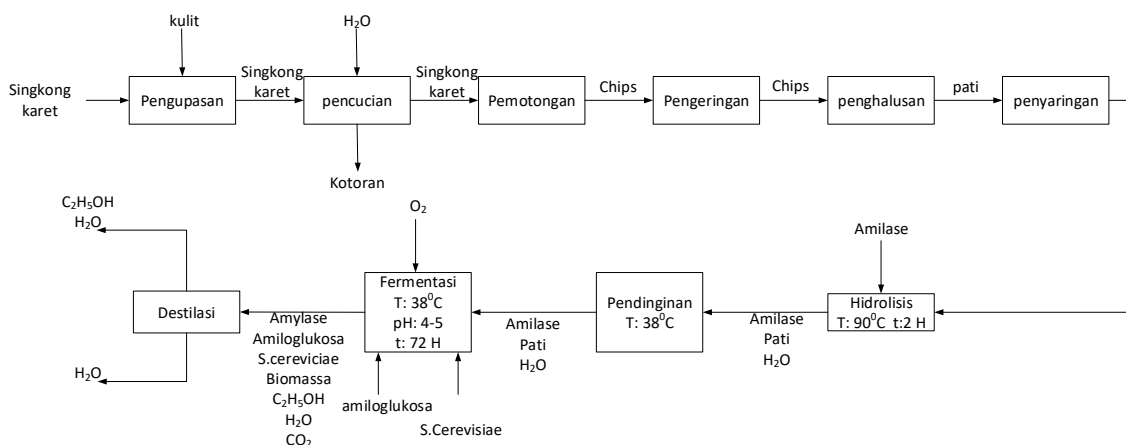 kulit
H₂O
Singkong
karet
Pengupasan
Singkong
karet
pencucian
Singkong
karet
Pemotongan
Chips
Pengeringan
Chips
penghalusan
pati
penyaringan
Kotoran
C₂H₅OH
H₂O
O₂
Amilase
Destilasi
Fermentasi
T: 38⁰C
pH: 4-5
t: 72 H
Pendinginan
T: 38⁰C
Hidrolisis
T: 90⁰C t:2 H
Amylase
Amiloglukosa
S.cereviciae
Biomassa
C₂H₅OH
H₂O
CO₂
Amilase
Pati
H₂O
Amilase
Pati
H₂O
H₂O
amiloglukosa
S.Cerevisiae